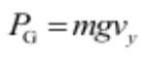 P_G = mgv_y